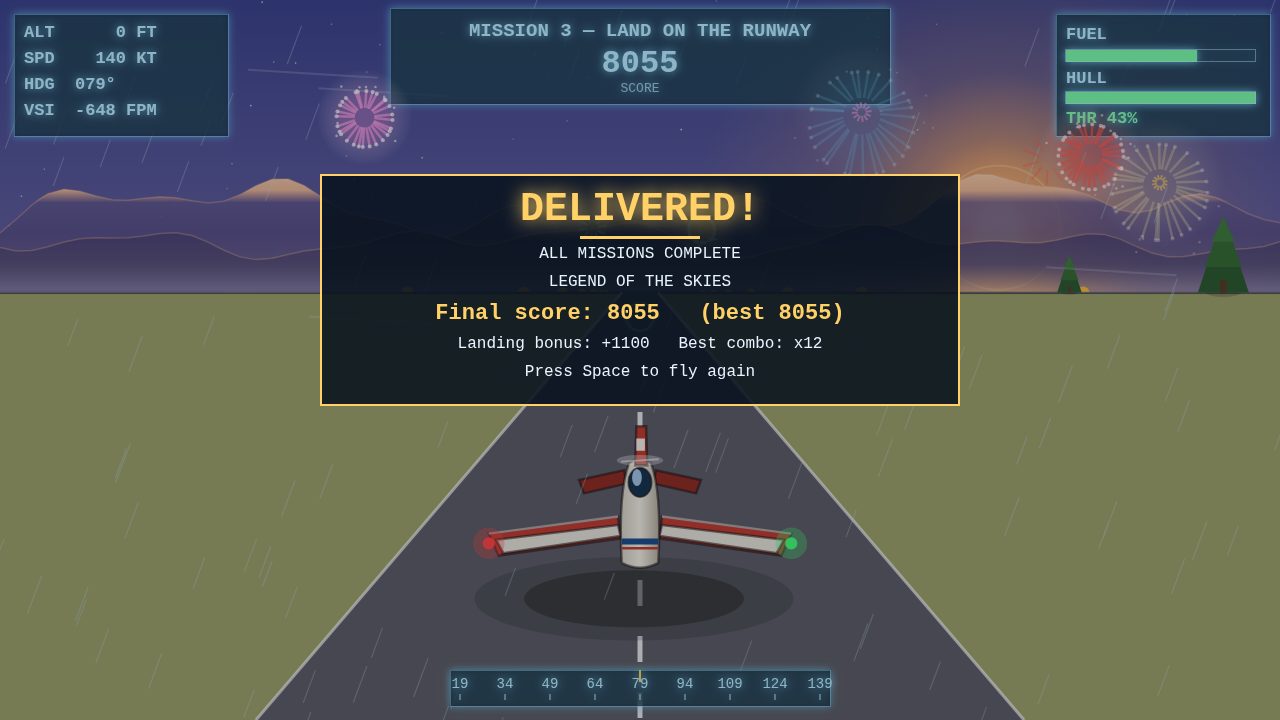 ALT 0 FT
SPD 140 KT
HDG 079°
VSI -648 FPM
MISSION 3 — LAND ON THE RUNWAY
8055
SCORE
FUEL
HULL
THR 43%
DELIVERED!
ALL MISSIONS COMPLETE
LEGEND OF THE SKIES
Final score: 8055 (best 8055)
Landing bonus: +1100 Best combo: x12
Press Space to fly again
19 34 49 64 79 94 109 124 139